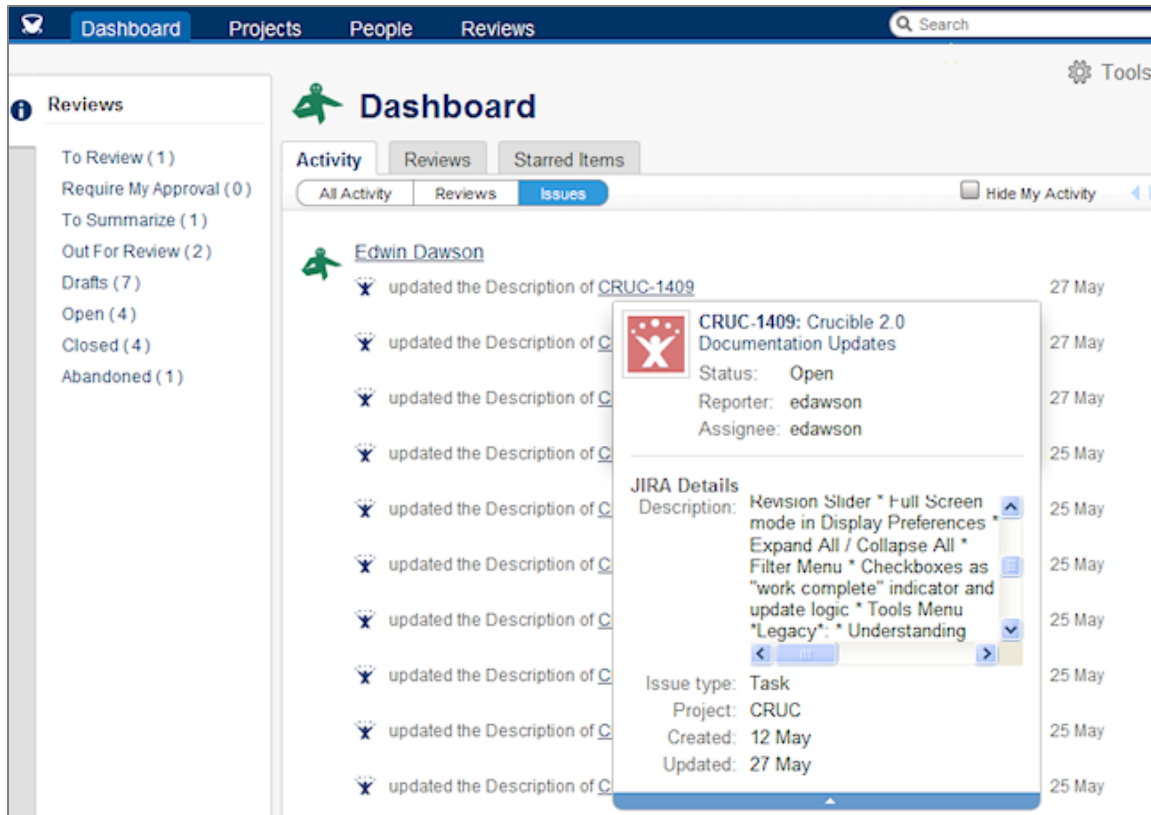 Dashboard Projects People Reviews Search
Tools
Reviews
To Review ( 1 )
Require My Approval ( 0 )
To Summarize ( 1 )
Out For Review ( 2 )
Drafts ( 7 )
Open ( 4 )
Closed ( 4 )
Abandoned ( 1 )
Dashboard
Activity Reviews Starred Items
All Activity Reviews Issues Hide My Activity
Edwin Dawson
updated the Description of CRUC-1409 27 May
updated the Description of C 27 May
updated the Description of C 27 May
updated the Description of C 25 May
updated the Description of C 25 May
updated the Description of C 25 May
updated the Description of C 25 May
updated the Description of C 25 May
updated the Description of C 25 May
updated the Description of C 25 May
CRUC-1409: Crucible 2.0
Documentation Updates
Status: Open
Reporter: edawson
Assignee: edawson
JIRA Details
Description: Revision Slider * Full Screen
mode in Display Preferences *
Expand All / Collapse All *
Filter Menu * Checkboxes as
"work complete" indicator and
update logic * Tools Menu
*Legacy*: * Understanding
Issue type: Task
Project: CRUC
Created: 12 May
Updated: 27 May